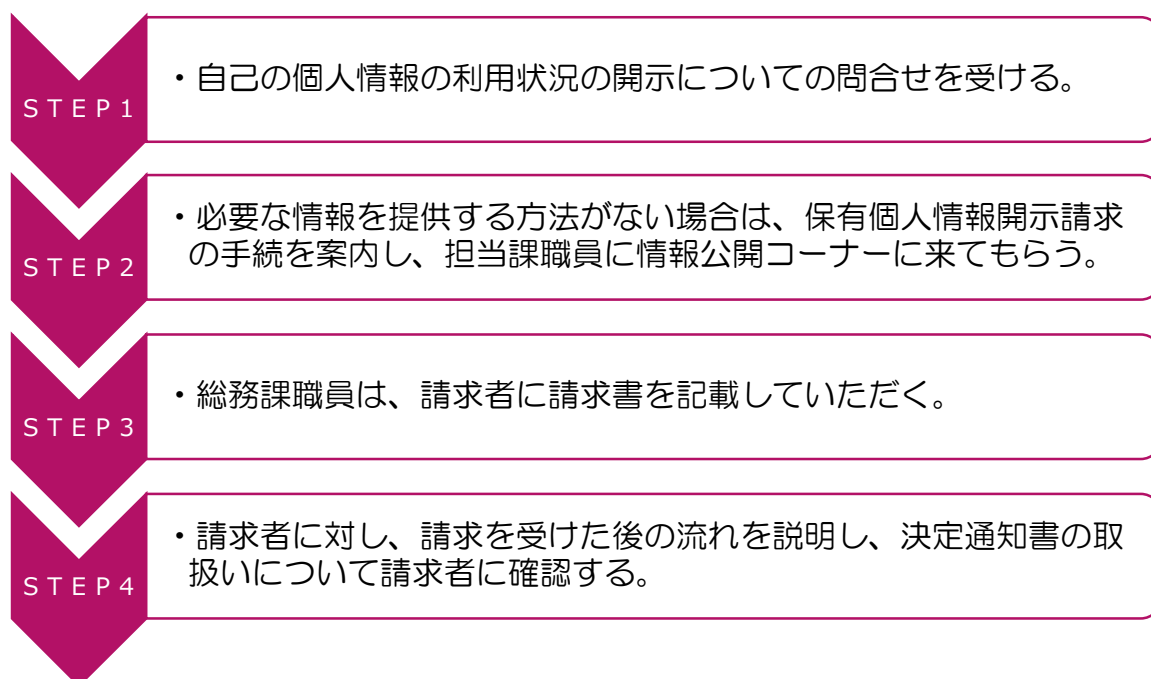 STEP1
・自己の個人情報の利用状況の開示についての問合せを受ける。
STEP2
・必要な情報を提供する方法がない場合は、保有個人情報開示請求
の手続を案内し、担当課職員に情報公開コーナーに来てもらう。
STEP3
・総務課職員は、請求者に請求書を記載していただく。
STEP4
・請求者に対し、請求を受けた後の流れを説明し、決定通知書の取
扱いについて請求者に確認する。